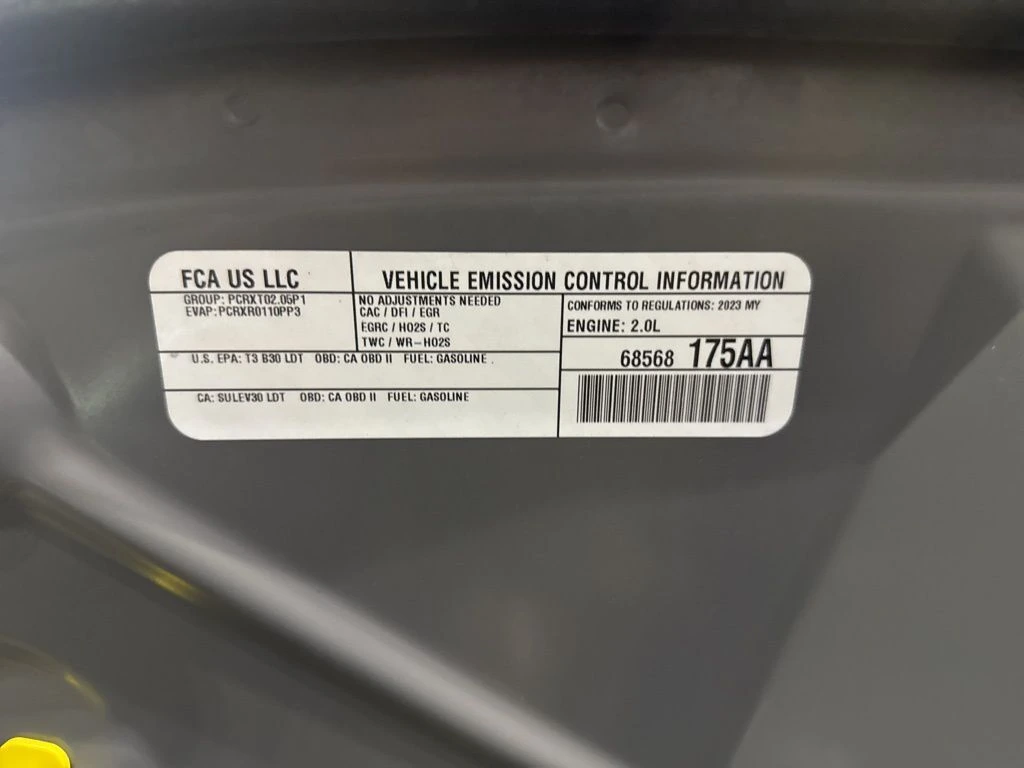 FCA US LLC
VEHICLE EMISSION CONTROL INFORMATION
GROUP: PCRXT02.05P1
EVAP: PCRXR0110PP3
NO ADJUSTMENTS NEEDED
CAC / DFI / EGR
EGRC / HO2S / TC
TWC / WR-HO2S
CONFORMS TO REGULATIONS: 2023 MY
ENGINE: 2.0L
U.S. EPA: T3 B30 LDT OBD: CA OBD II FUEL: GASOLINE .
68568 175AA
CA: SULEV30 LDT OBD: CA OBD II FUEL: GASOLINE